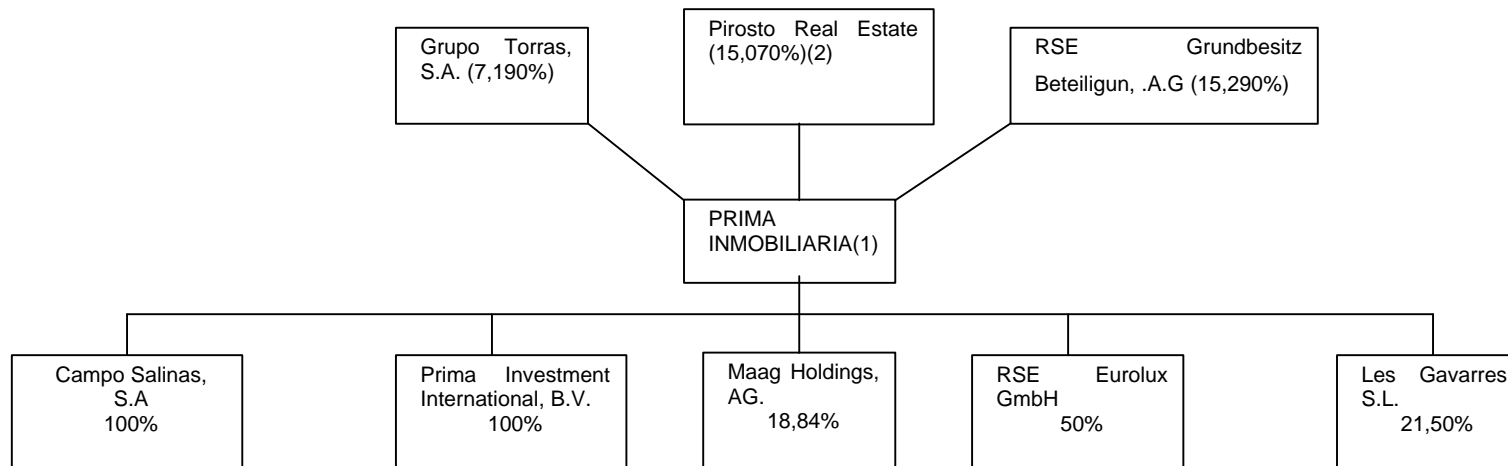 Grupo Torras,
S.A. (7,190%)
Pirosto Real Estate
(15,070%)(2)
RSE Grundbesitz
Beteiligun, .A.G (15,290%)
PRIMA
INMOBILIARIA(1)
Campo Salinas,
S.A
100%
Prima Investment
International, B.V.
100%
Maag Holdings,
AG.
18,84%
RSE Eurolux
GmbH
50%
Les Gavarres
S.L.
21,50%